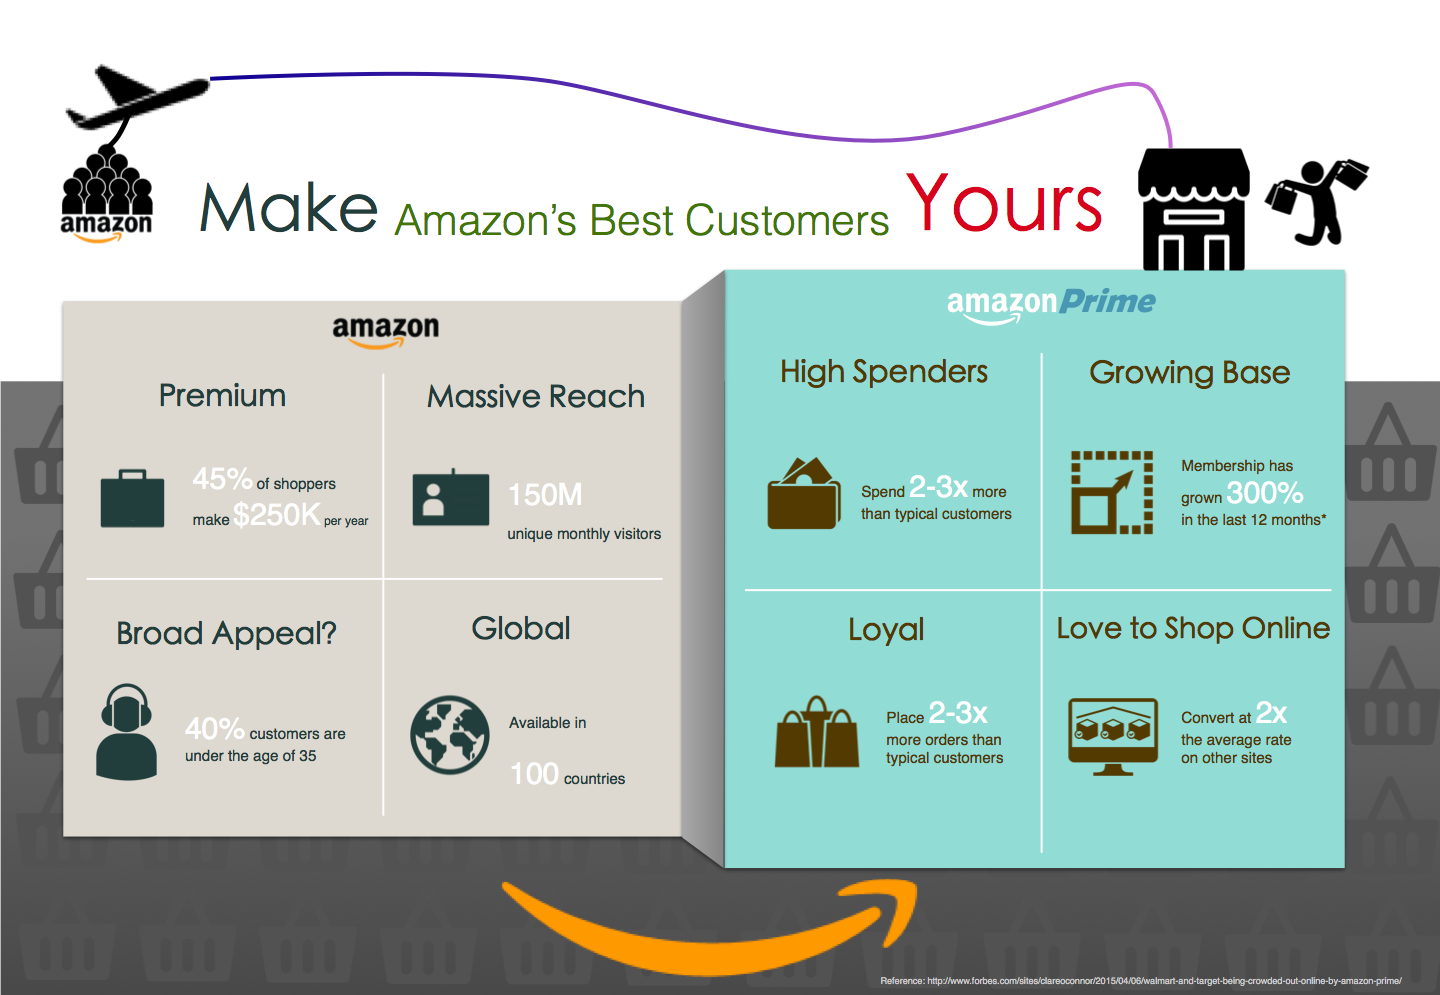 amazon
Make Amazon's Best Customers Yours
amazon
Premium
45% of shoppers
make $250K per year
Massive Reach
150M
unique monthly visitors
Broad Appeal?
40% customers are
under the age of 35
Global
Available in
100 countries
amazonPrime
High Spenders
Spend 2-3x more
than typical customers
Growing Base
Membership has
grown 300%
in the last 12 months*
Loyal
Place 2-3x
more orders than
typical customers
Love to Shop Online
Convert at 2x
the average rate
on other sites
Reference: http://www.forbes.com/sites/clareoconnor/2015/04/06/walmart-and-target-being-crowded-out-online-by-amazon-prime/